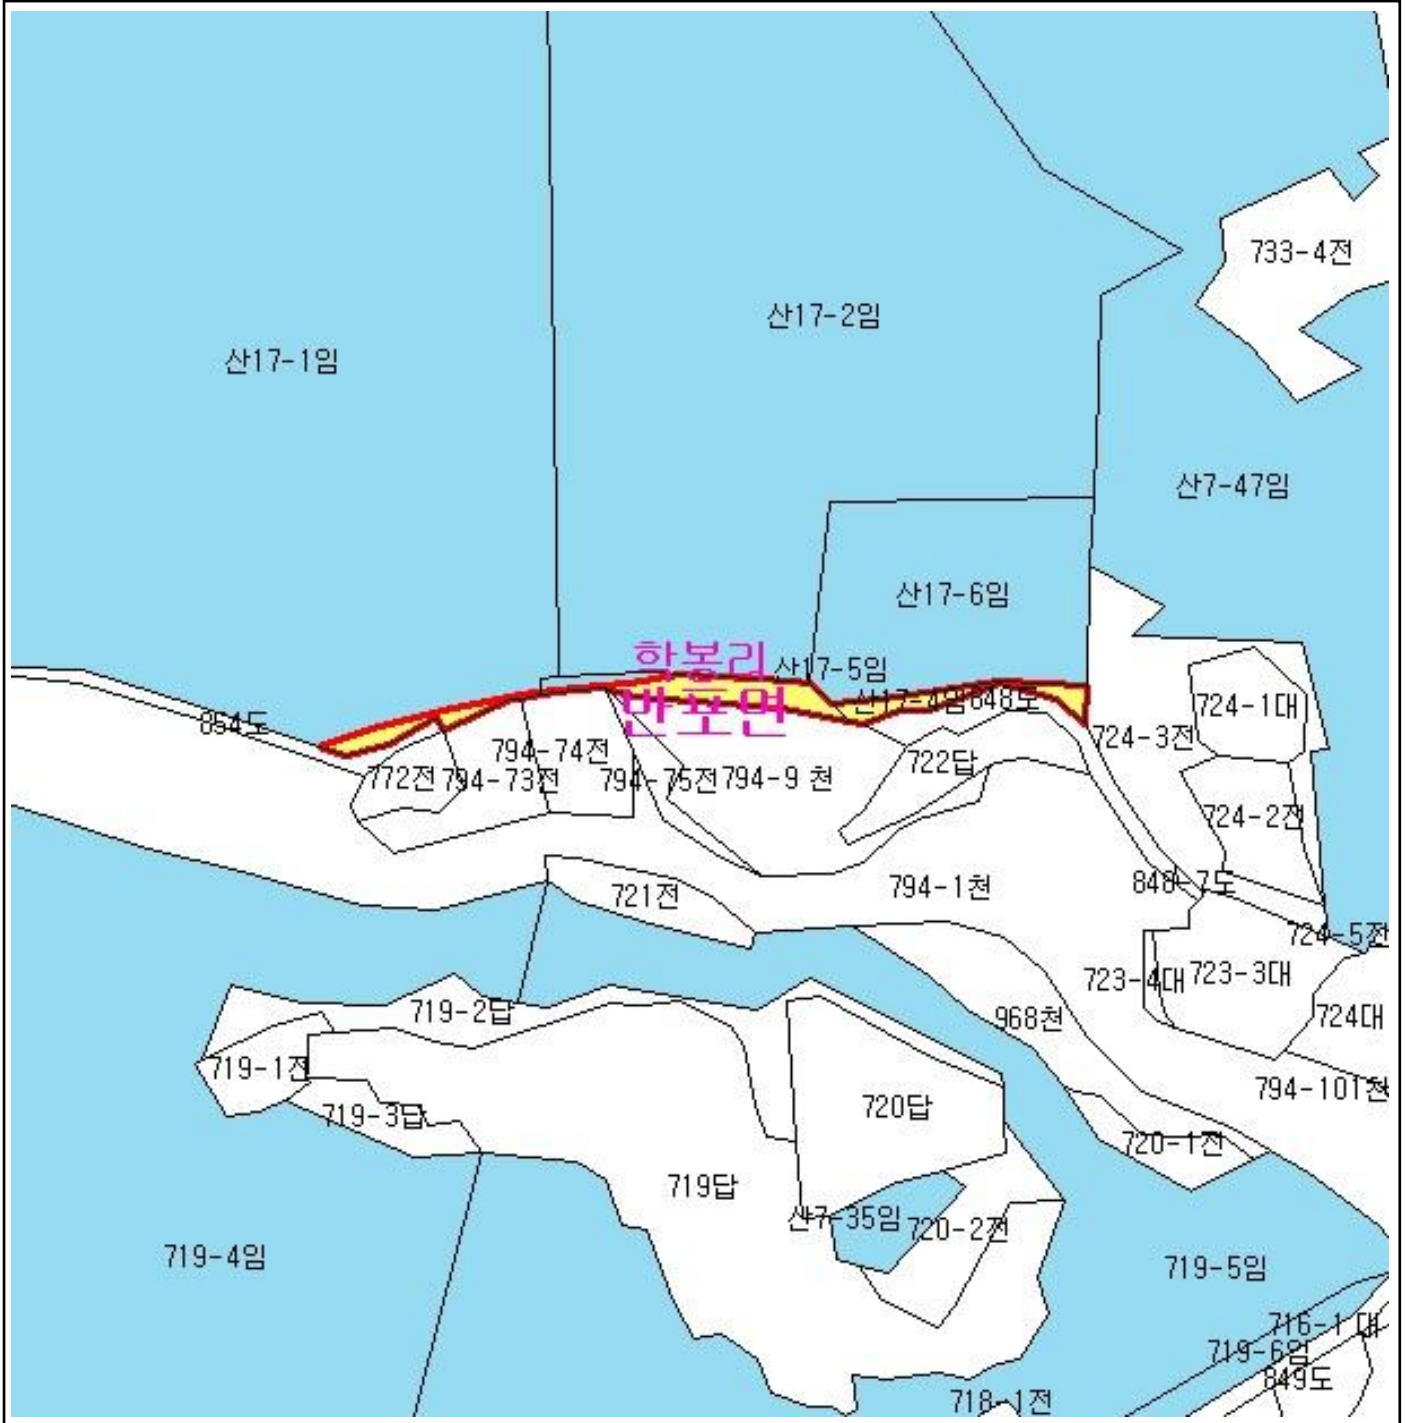 733-4전
산17-2임
산17-1임
산7-47임
산17-6임
학봉리
산17-5임
반포면
산17-4임
848도
864도
724-1대
724-3전
794-74전
722답
772전
794-73전
794-75전
794-9 천
724-2전
721전
794-1천
848-7도
724-5전
723-4대
723-3대
719-2답
968천
724대
719-1전
794-101천
719-3답
720답
720-1전
719답
산7-35임
720-2전
719-4임
719-5임
716-1 대
719-6임
849도
718-1전